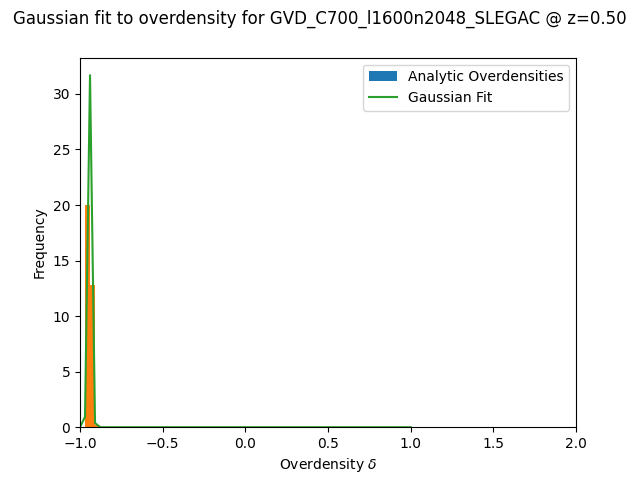 Gaussian fit to overdensity for GVD_C700_l1600n2048_SLEGAC @ z=0.50
Analytic Overdensities
Gaussian Fit
Frequency
30
25
20
15
10
5
0
−1.0 −0.5 0.0 0.5 1.0 1.5 2.0
Overdensity δ